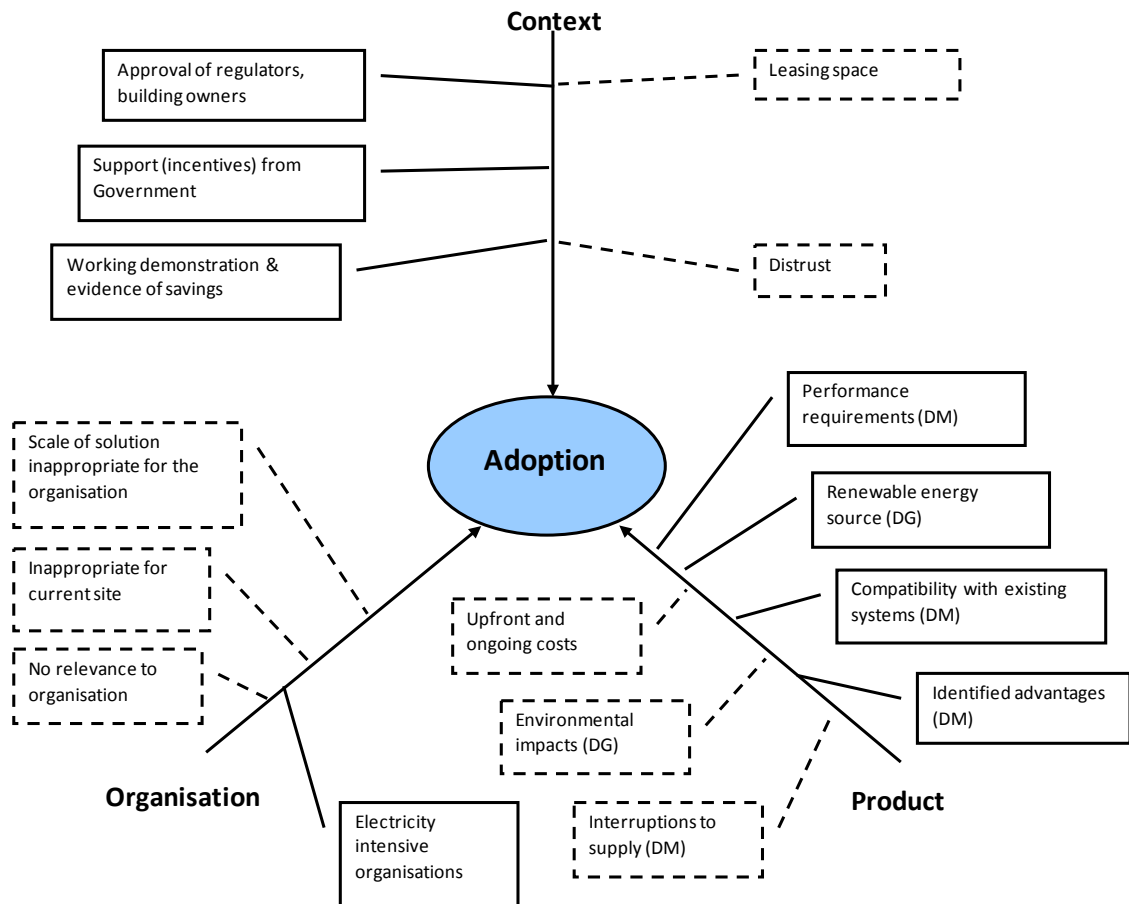 Context
Approval of regulators,
building owners
Leasing space
Support (incentives) from
Government
Working demonstration &
evidence of savings
Distrust
Adoption
Performance
requirements (DM)
Scale of solution
inappropriate for the
organisation
Renewable energy
source (DG)
Inappropriate for
current site
Compatibility with existing
systems (DM)
Upfront and
ongoing costs
No relevance to
organisation
Identified advantages
(DM)
Environmental
impacts (DG)
Organisation
Product
Electricity
intensive
organisations
Interruptions to
supply (DM)